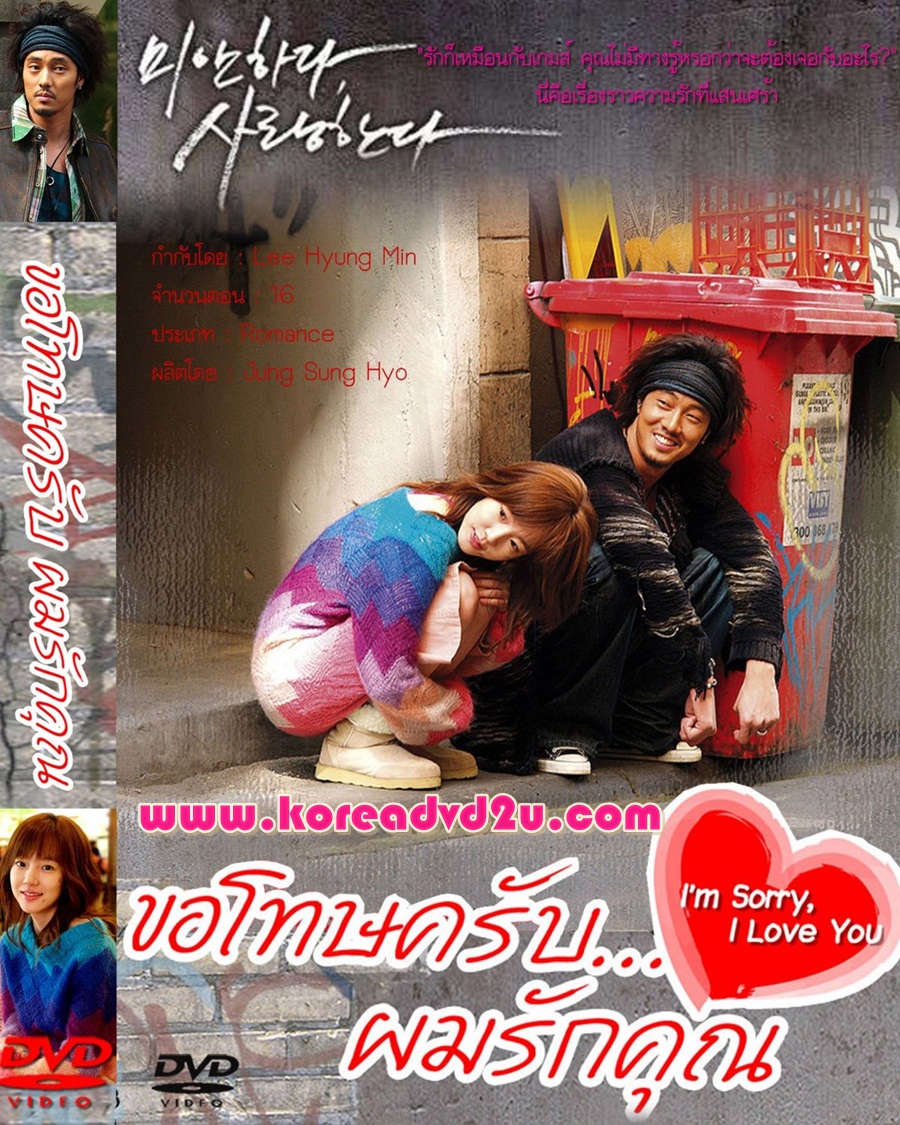 미안하다,
사랑한다
"รักก็เหมือนกับเกมส์ คุณไม่มีทางรู้หรอกว่าจะต้องเจอกับอะไร?"
นี่คือเรื่องราวความรักที่แสนเศร้า
กำกับโดย : Lee Hyung Min
จำนวนตอน : 16
ประเภท : Romance
ผลิตโดย : Jung Sung Hyo
ขอโทษครับ ผมรักคุณ
www.koreadvd2u.com
I'm Sorry,
I Love You
ขอโทษครับ...
ผมรักคุณ
DVD
VIDEO
DVD
VIDEO